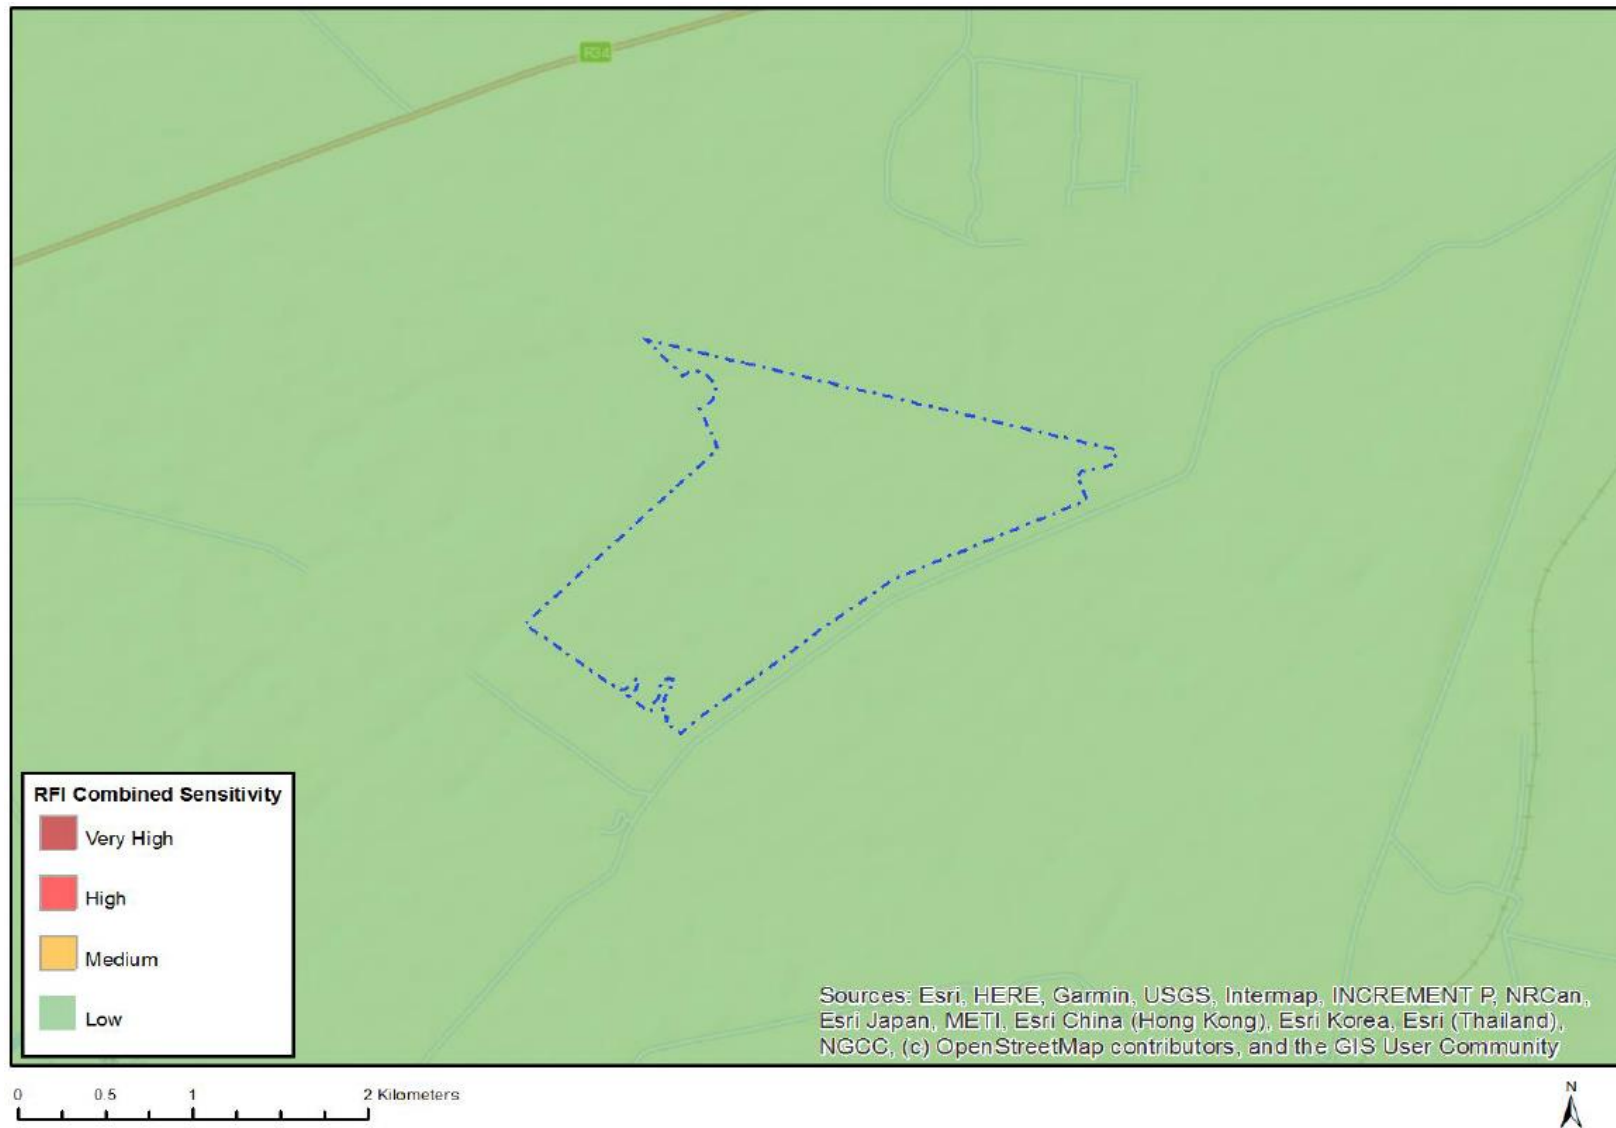 R34
RFI Combined Sensitivity
Very High
High
Medium
Low
Sources: Esri, HERE, Garmin, USGS, Intermap, INCREMENT P, NRCan,
Esri Japan, METI, Esri China (Hong Kong), Esri Korea, Esri (Thailand),
NGCC, (c) OpenStreetMap contributors, and the GIS User Community
0 0.5 1 2 Kilometers
N